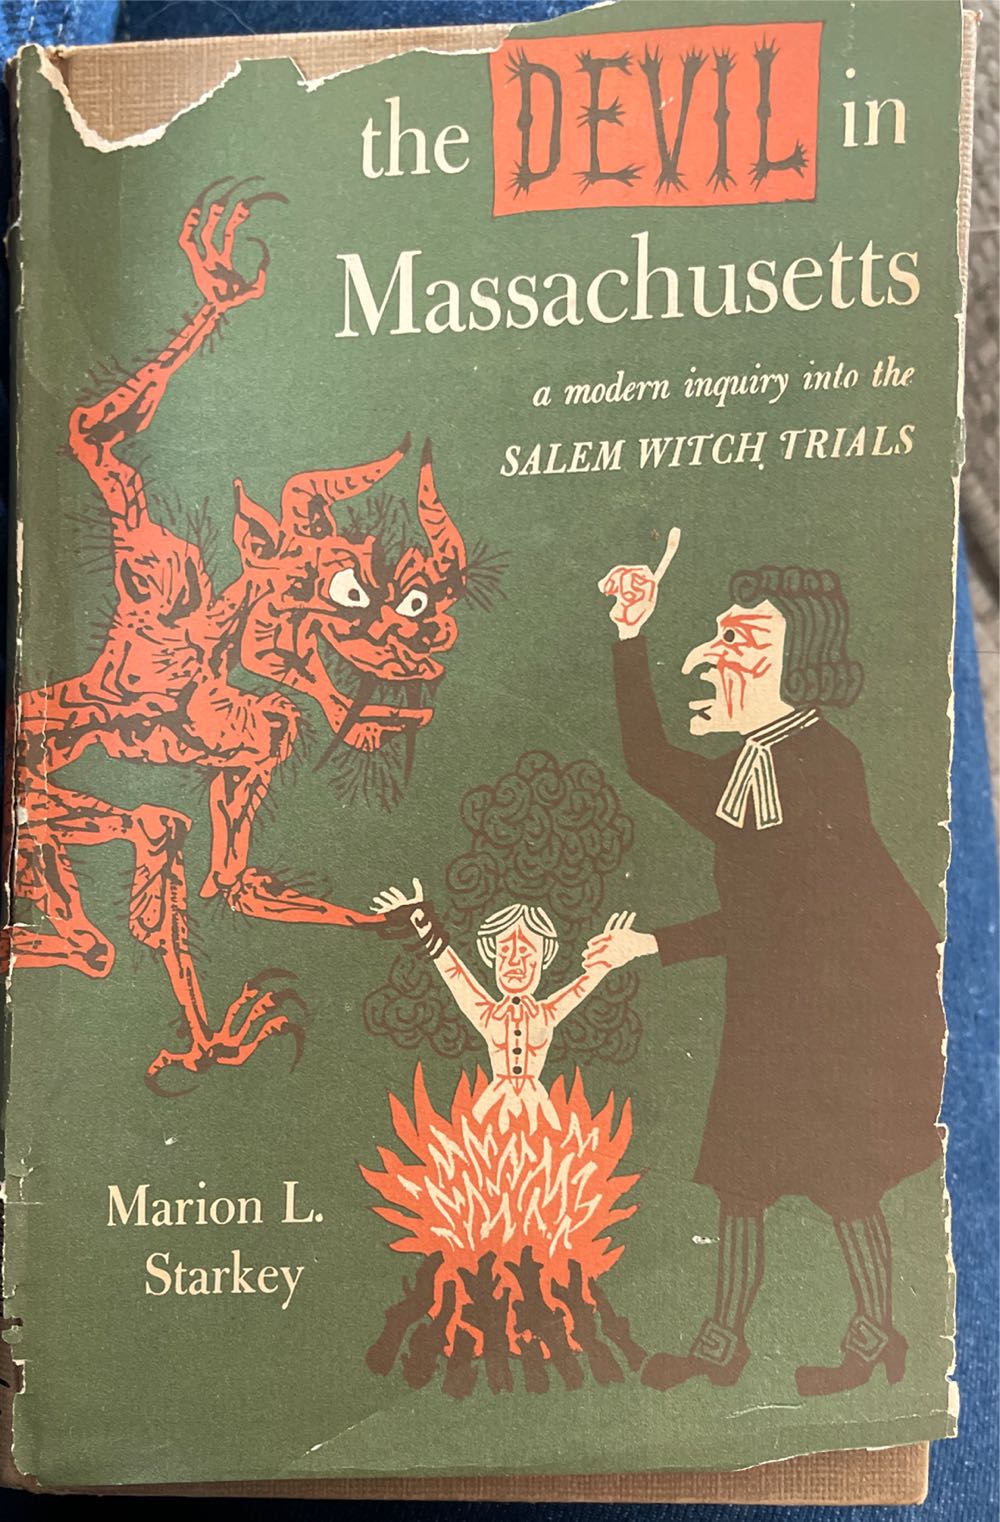 the DEVIL in
Massachusetts
a modern inquiry into the
SALEM WITCH TRIALS
Marion L.
Starkey